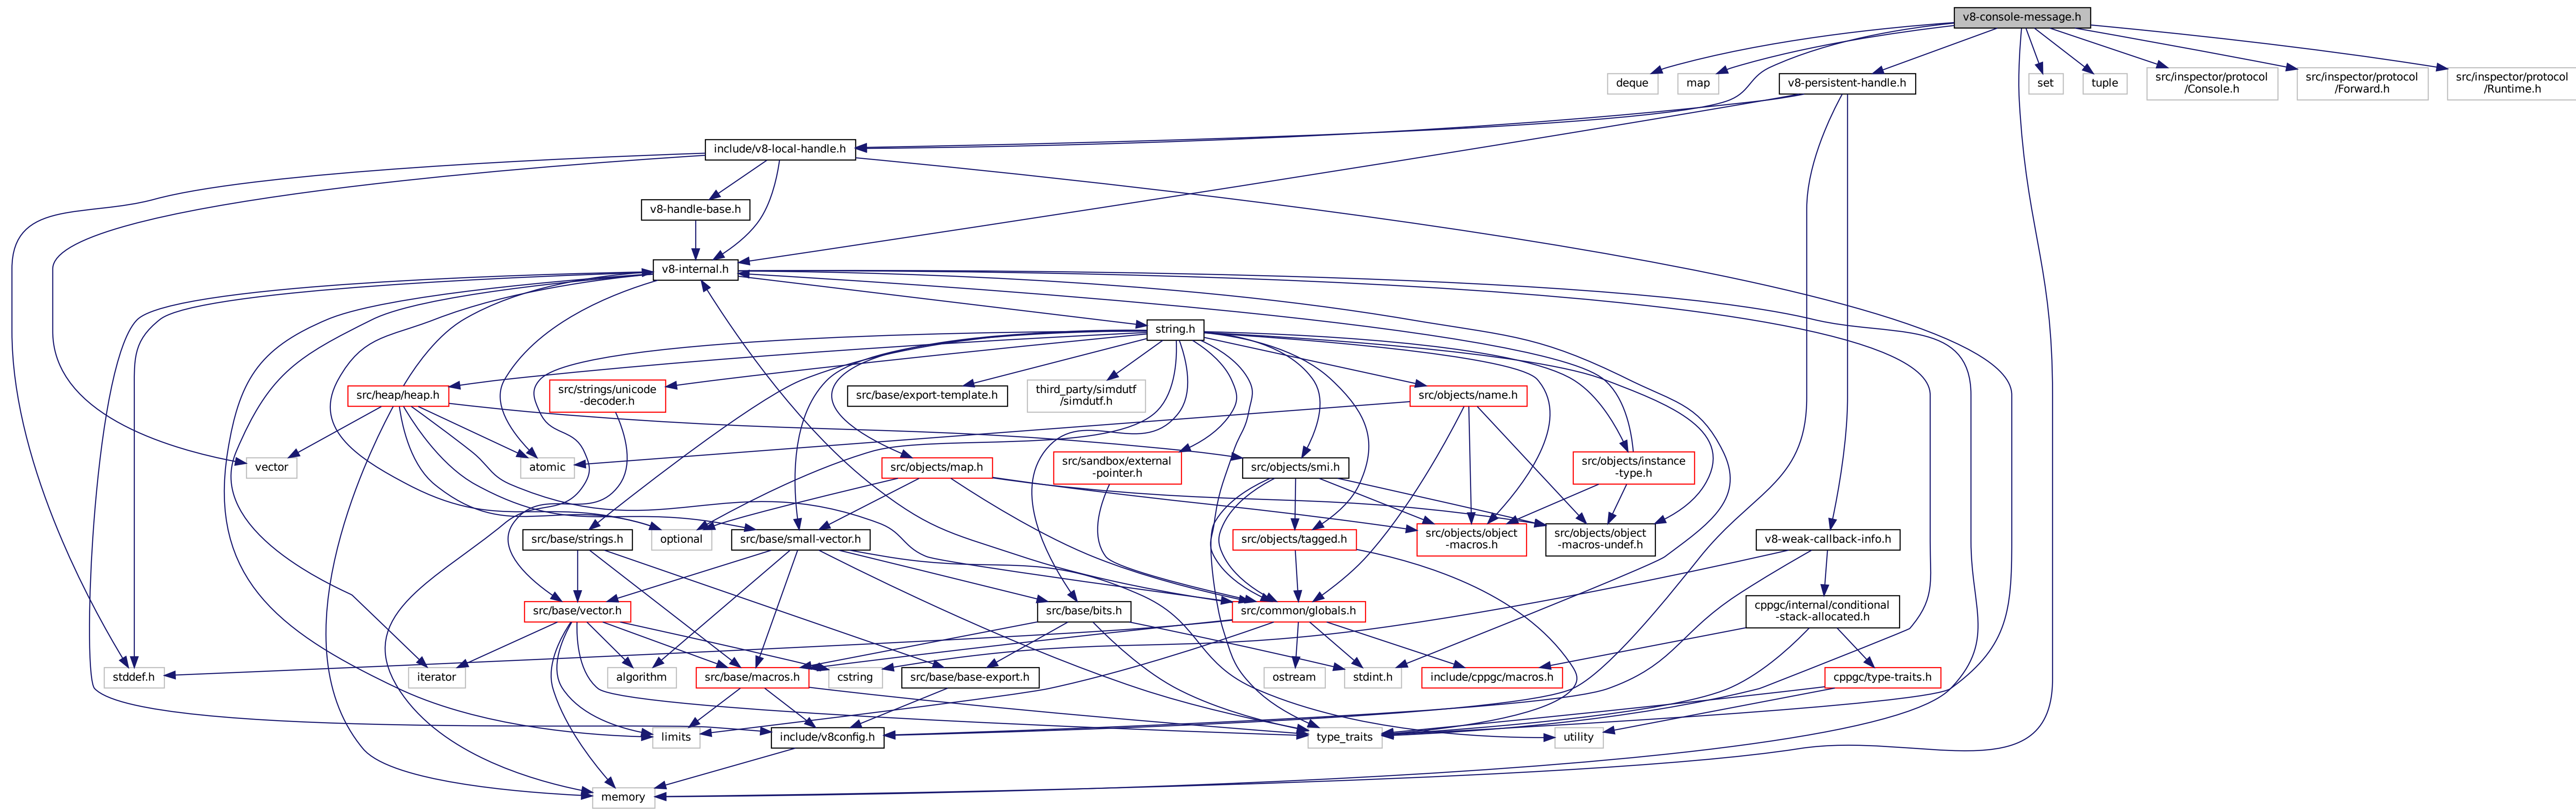 v8-console-message.h
deque
map
v8-persistent-handle.h
set
tuple
src/inspector/protocol
/Console.h
src/inspector/protocol
/Forward.h
src/inspector/protocol
/Runtime.h
include/v8-local-handle.h
v8-handle-base.h
v8-internal.h
string.h
src/heap/heap.h
src/strings/unicode
-decoder.h
src/base/export-template.h
third_party/simdutf
/simdutf.h
src/objects/name.h
vector
atomic
src/objects/map.h
src/sandbox/external
-pointer.h
src/objects/smi.h
src/objects/instance
-type.h
src/base/strings.h
optional
src/base/small-vector.h
src/objects/tagged.h
src/objects/object
-macros.h
src/objects/object
-macros-undef.h
v8-weak-callback-info.h
src/base/vector.h
src/base/bits.h
src/common/globals.h
cppgc/internal/conditional
-stack-allocated.h
stddef.h
iterator
algorithm
src/base/macros.h
cstring
src/base/base-export.h
ostream
stdint.h
include/cppgc/macros.h
cppgc/type-traits.h
limits
include/v8config.h
type_traits
utility
memory